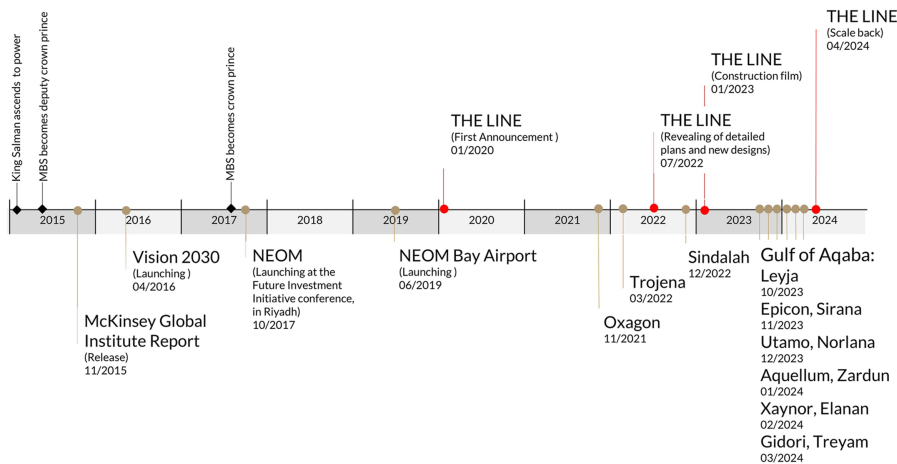 King Salman ascends to power
MBS becomes deputy crown prince
MBS becomes crown prince
THE LINE
(First Announcement )
01/2020
THE LINE
(Revealing of detailed
plans and new designs)
07/2022
THE LINE
(Construction film)
01/2023
THE LINE
(Scale back)
04/2024
2015
2016
2017
2018
2019
2020
2021
2022
2023
2024
McKinsey Global
Institute Report
(Release)
11/2015
Vision 2030
(Launching )
04/2016
NEOM
(Launching at the
Future Investment
Initiative conference,
in Riyadh)
10/2017
NEOM Bay Airport
(Launching )
06/2019
Oxagon
11/2021
Trojena
03/2022
Sindalah
12/2022
Gulf of Aqaba:
Leyja
10/2023
Epicon, Sirana
11/2023
Utamo, Norlana
12/2023
Aquellum, Zardun
01/2024
Xaynor, Elanan
02/2024
Gidori, Treyam
03/2024